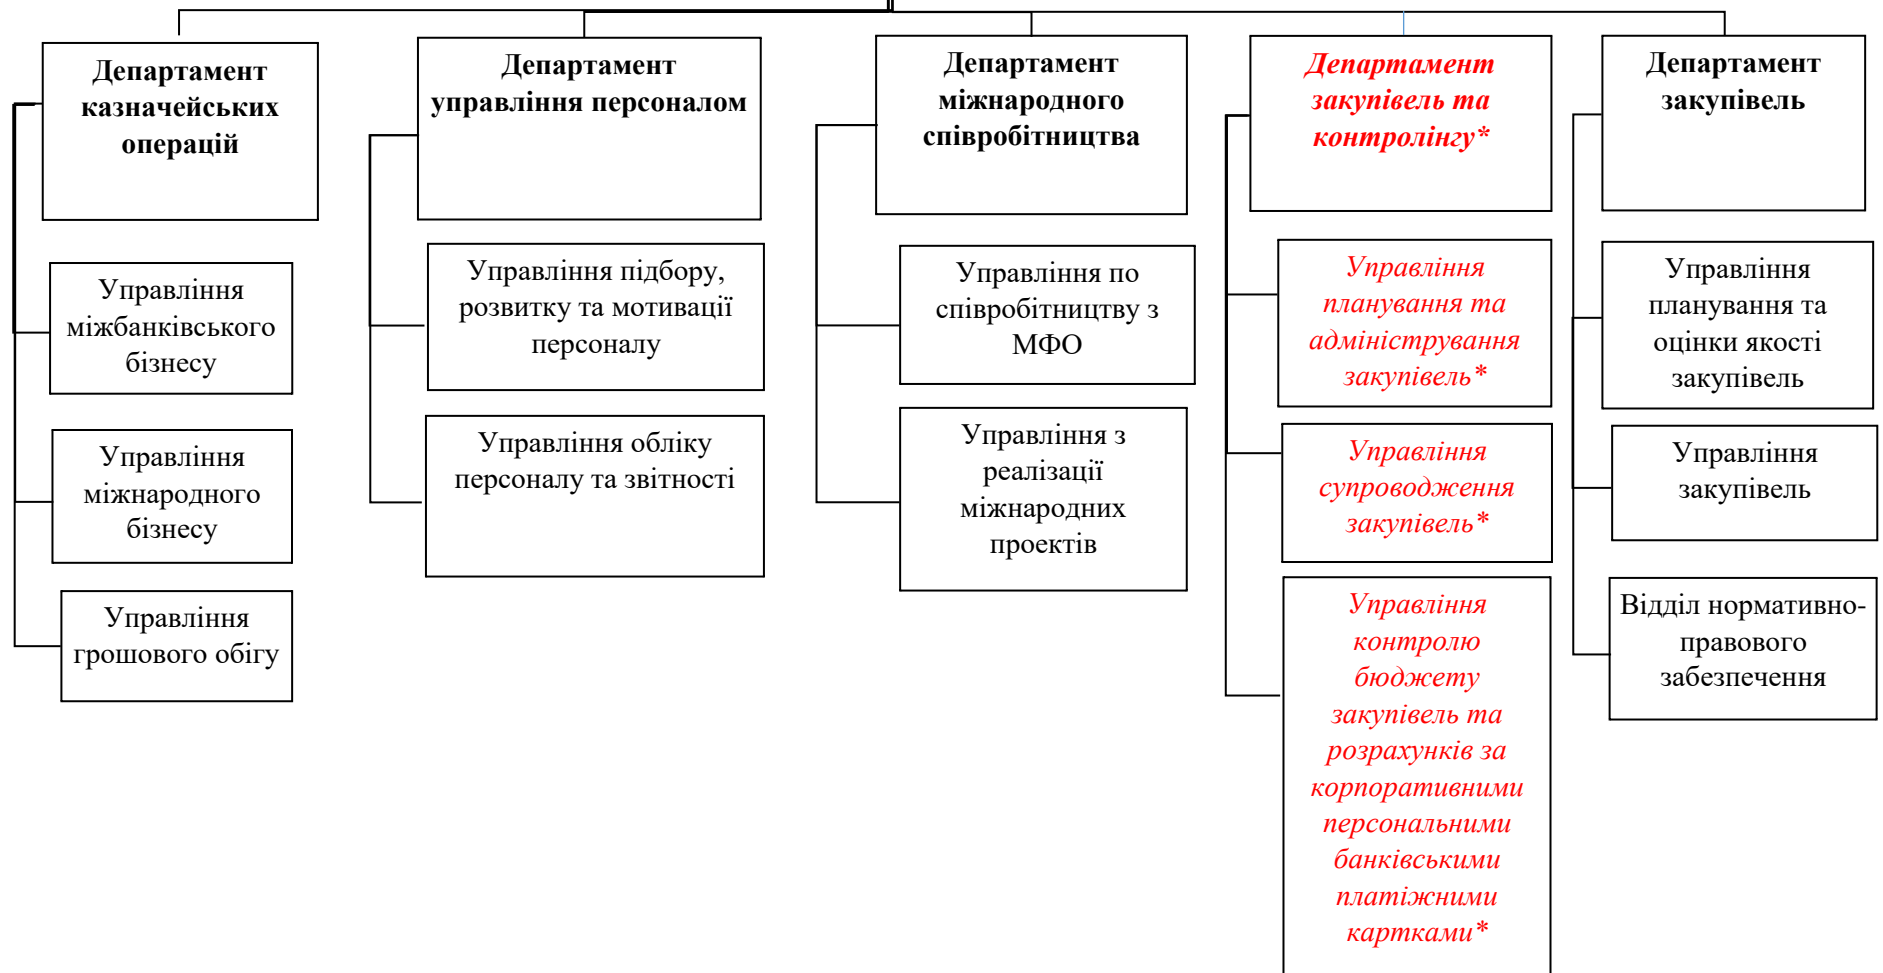 Департамент
казначейських
операцій
Управління
міжбанківського
бізнесу
Управління
міжнародного
бізнесу
Управління
грошового обігу
Департамент
управління персоналом
Управління підбору,
розвитку та мотивації
персоналу
Управління обліку
персоналу та звітності
Департамент
міжнародного
співробітництва
Управління по
співробітництву з
МФО
Управління з
реалізації
міжнародних
проектів
Департамент
закупівель та
контролінгу*
Управління
планування та
адміністрування
закупівель*
Управління
супроводження
закупівель*
Управління
контролю
бюджету
закупівель та
розрахунків за
корпоративними
персональними
банківськими
платіжними
картками*
Департамент
закупівель
Управління
планування та
оцінки якості
закупівель
Управління
закупівель
Відділ нормативно-
правового
забезпечення